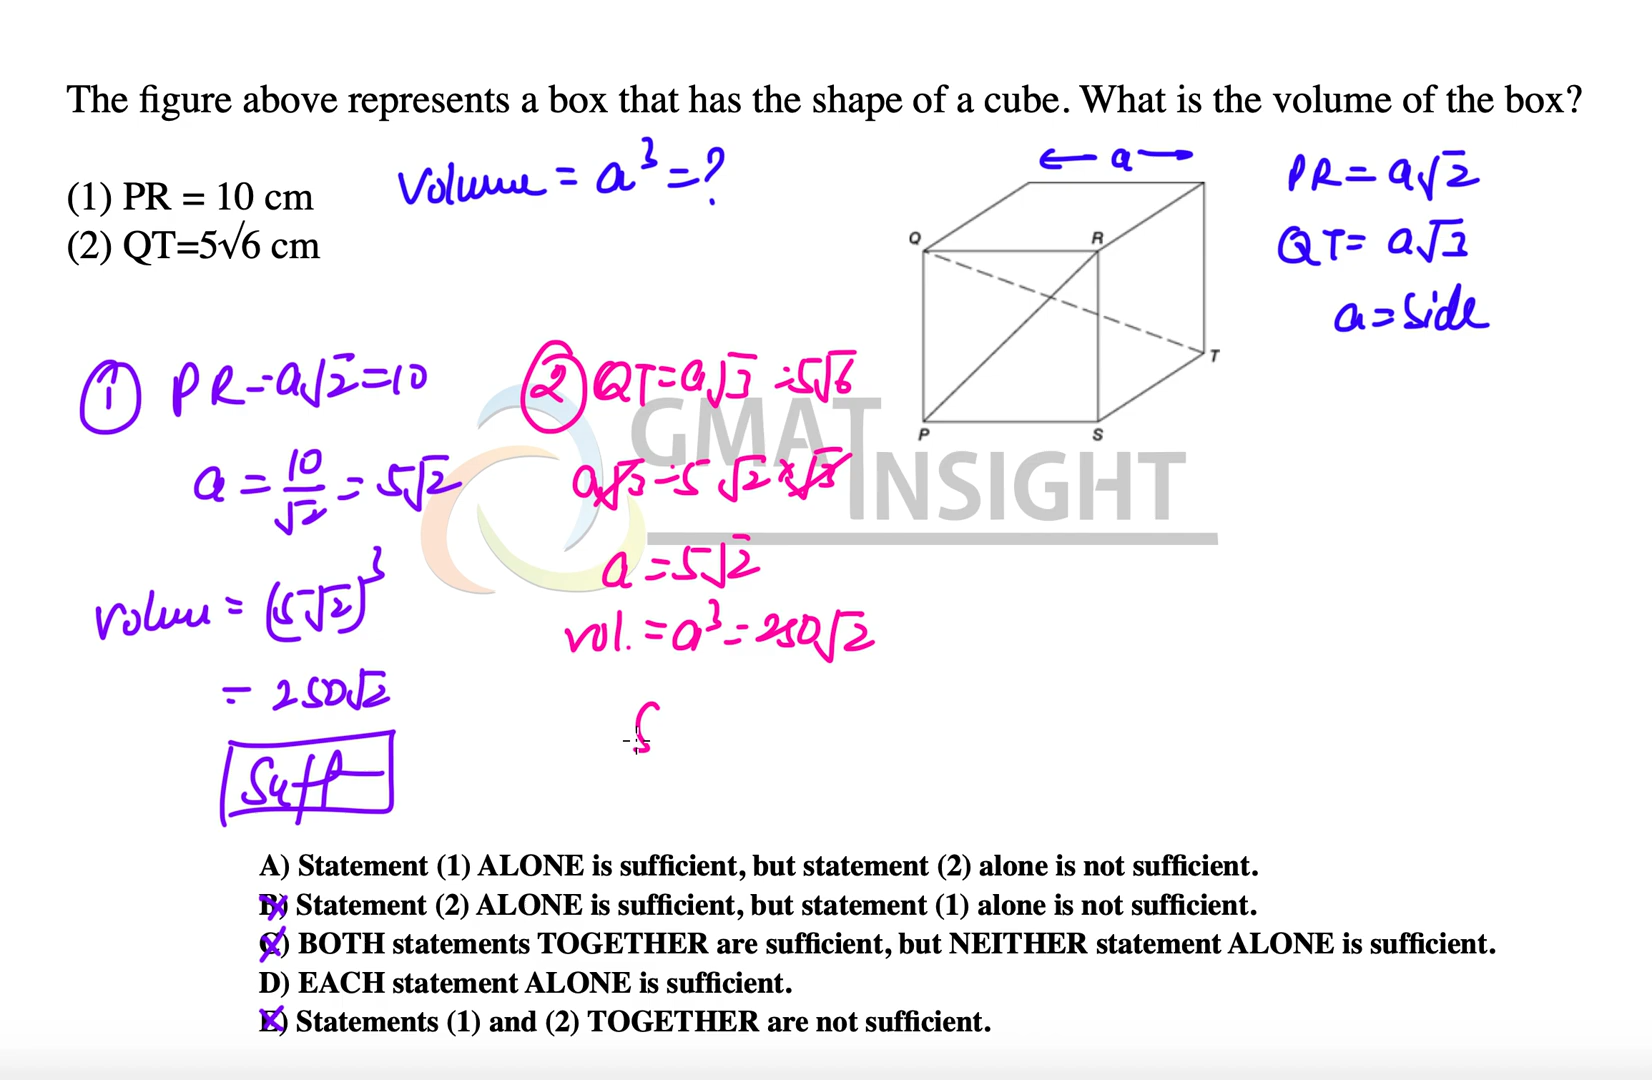 The figure above represents a box that has the shape of a cube. What is the volume of the box?
(1) PR = 10 cm
(2) QT=5√6 cm
Volume = a³ = ?
← a →
Q
R
T
P
S
PR = a√2
QT = a√3
a = side
① PR = a√2 = 10
a = 10/√2 = 5√2
volume = (5√2)³
= 250√2
Suff
② QT = a√3 = 5√6
a√3 = 5√2 × √3
a = 5√2
vol. = a³ = 250√2
S
GMAT
INSIGHT
A) Statement (1) ALONE is sufficient, but statement (2) alone is not sufficient.
B) Statement (2) ALONE is sufficient, but statement (1) alone is not sufficient.
C) BOTH statements TOGETHER are sufficient, but NEITHER statement ALONE is sufficient.
D) EACH statement ALONE is sufficient.
E) Statements (1) and (2) TOGETHER are not sufficient.